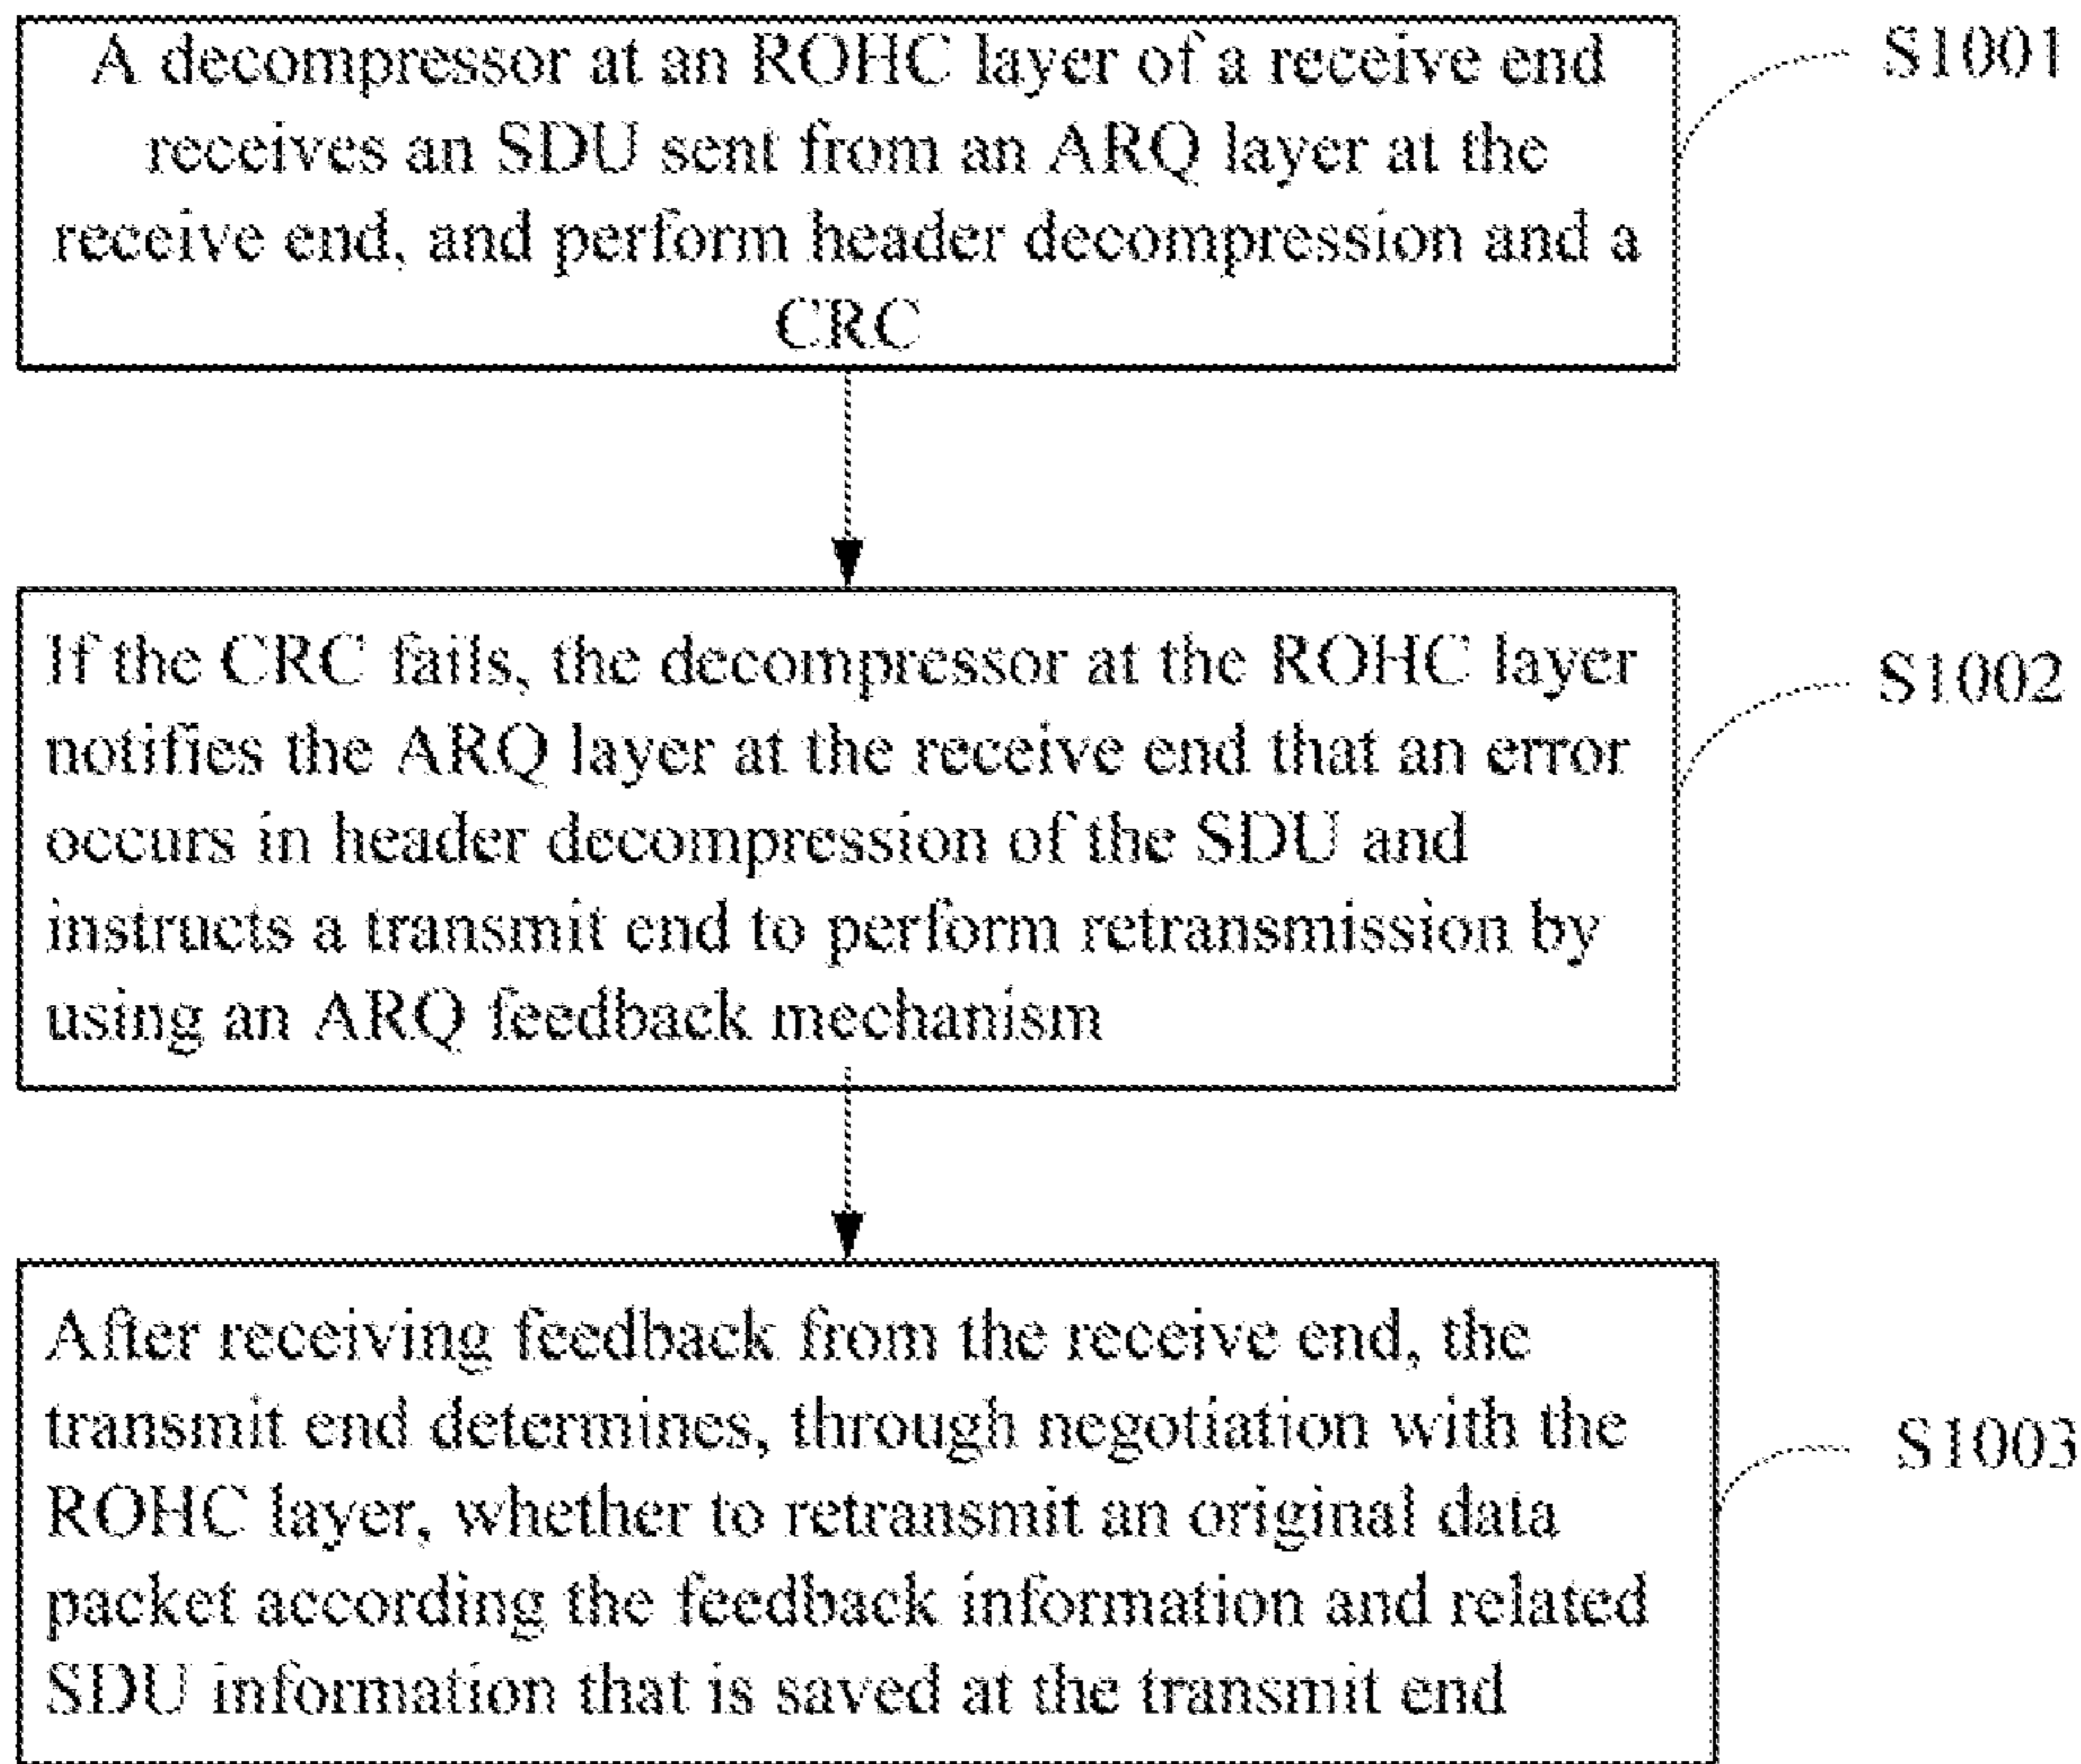 A decompressor at an ROHC layer of a receive end
receives an SDU sent from an ARQ layer at the
receive end, and perform header decompression and a
CRC
S1001
If the CRC fails, the decompressor at the ROHC layer
notifies the ARQ layer at the receive end that an error
occurs in header decompression of the SDU and
instructs a transmit end to perform retransmission by
using an ARQ feedback mechanism
S1002
After receiving feedback from the receive end, the
transmit end determines, through negotiation with the
ROHC layer, whether to retransmit an original data
packet according the feedback information and related
SDU information that is saved at the transmit end
S1003